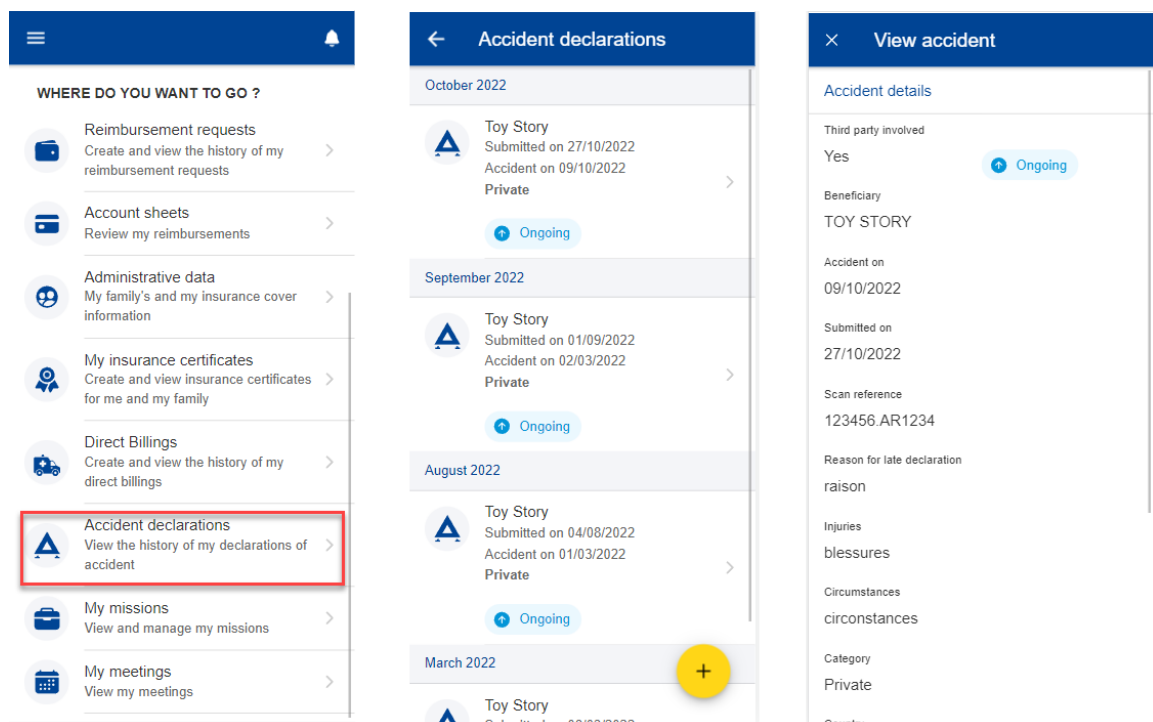 WHERE DO YOU WANT TO GO ?
Reimbursement requests
Create and view the history of my
reimbursement requests
Account sheets
Review my reimbursements
Administrative data
My family's and my insurance cover
information
My insurance certificates
Create and view insurance certificates
for me and my family
Direct Billings
Create and view the history of my
direct billings
Accident declarations
View the history of my declarations of
accident
My missions
View and manage my missions
My meetings
View my meetings
Accident declarations
October 2022
Toy Story
Submitted on 27/10/2022
Accident on 09/10/2022
Private
Ongoing
September 2022
Toy Story
Submitted on 01/09/2022
Accident on 02/03/2022
Private
Ongoing
August 2022
Toy Story
Submitted on 04/08/2022
Accident on 01/03/2022
Private
Ongoing
March 2022
+
Toy Story
View accident
Accident details
Third party involved
Yes
Ongoing
Beneficiary
TOY STORY
Accident on
09/10/2022
Submitted on
27/10/2022
Scan reference
123456.AR1234
Reason for late declaration
raison
Injuries
blessures
Circumstances
circonstances
Category
Private